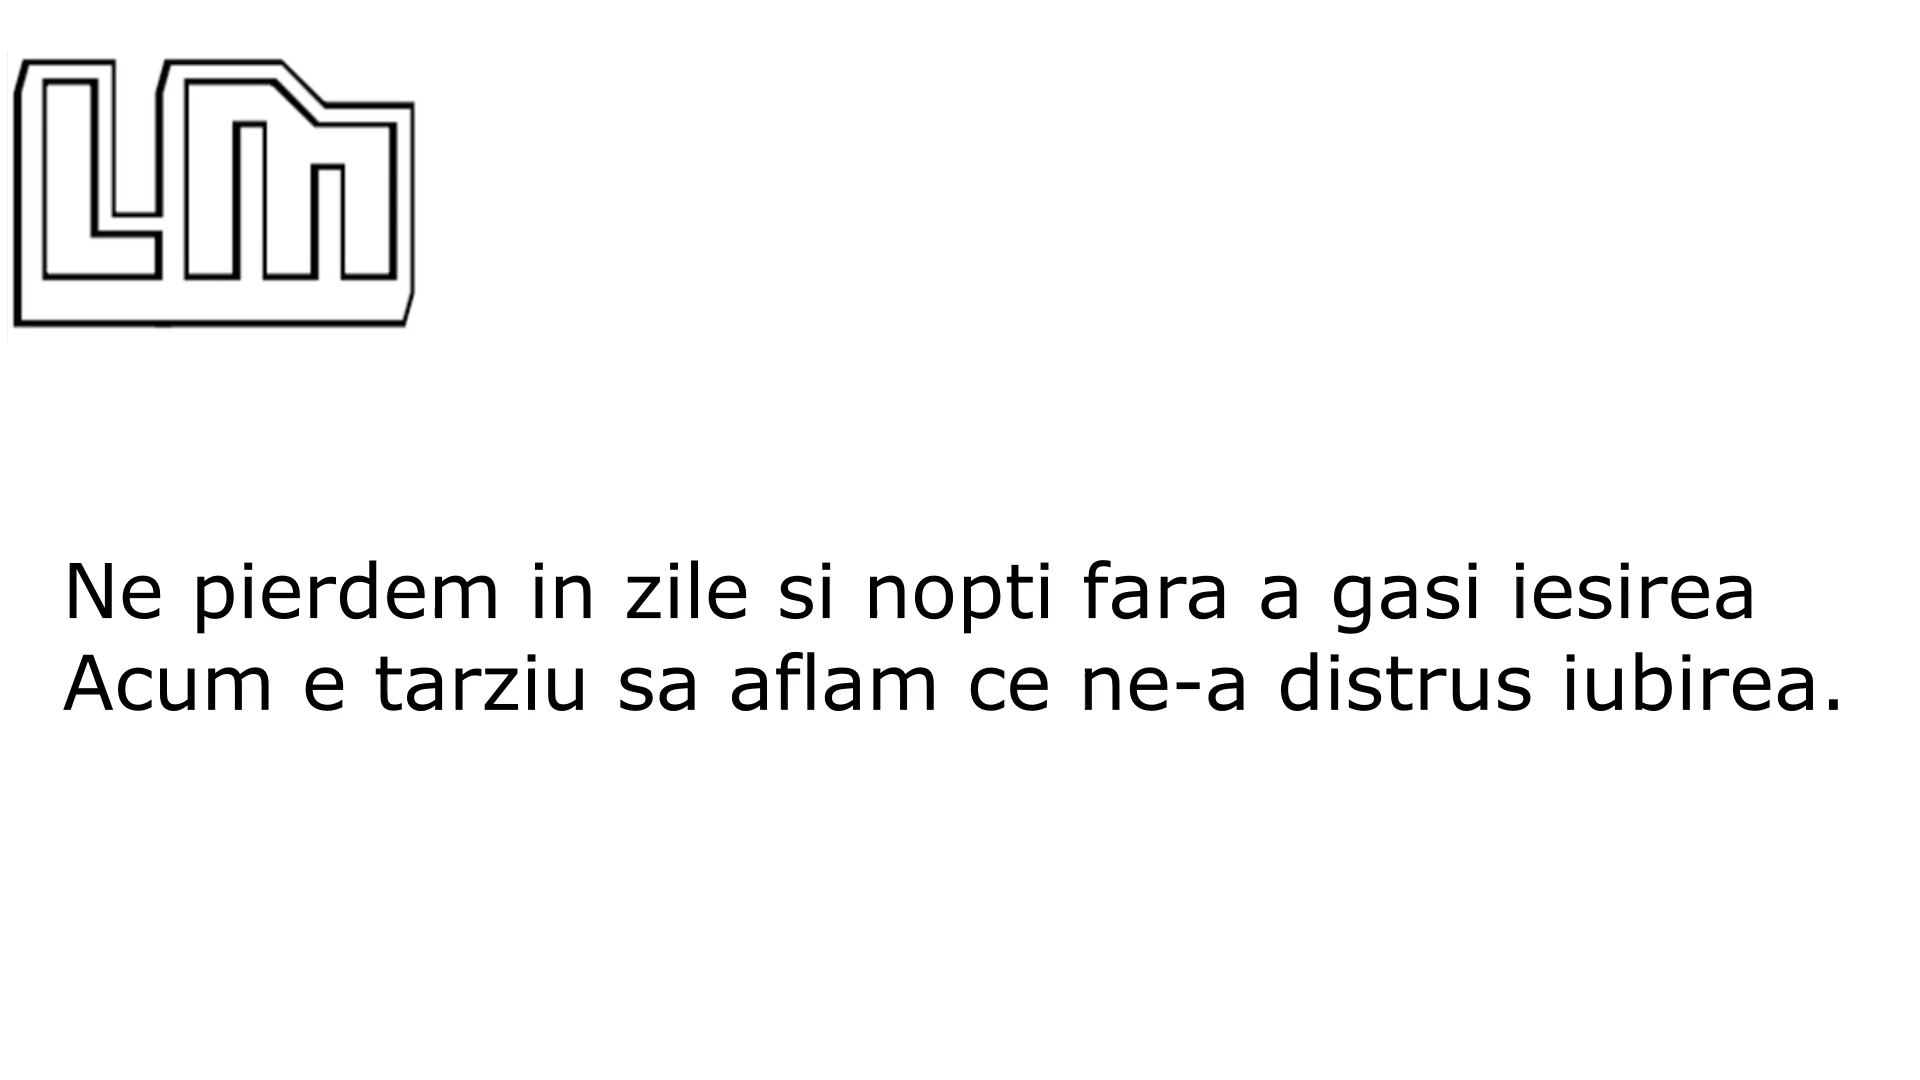 LM
Ne pierdem in zile si nopti fara a gasi iesirea
Acum e tarziu sa aflam ce ne-a distrus iubirea.